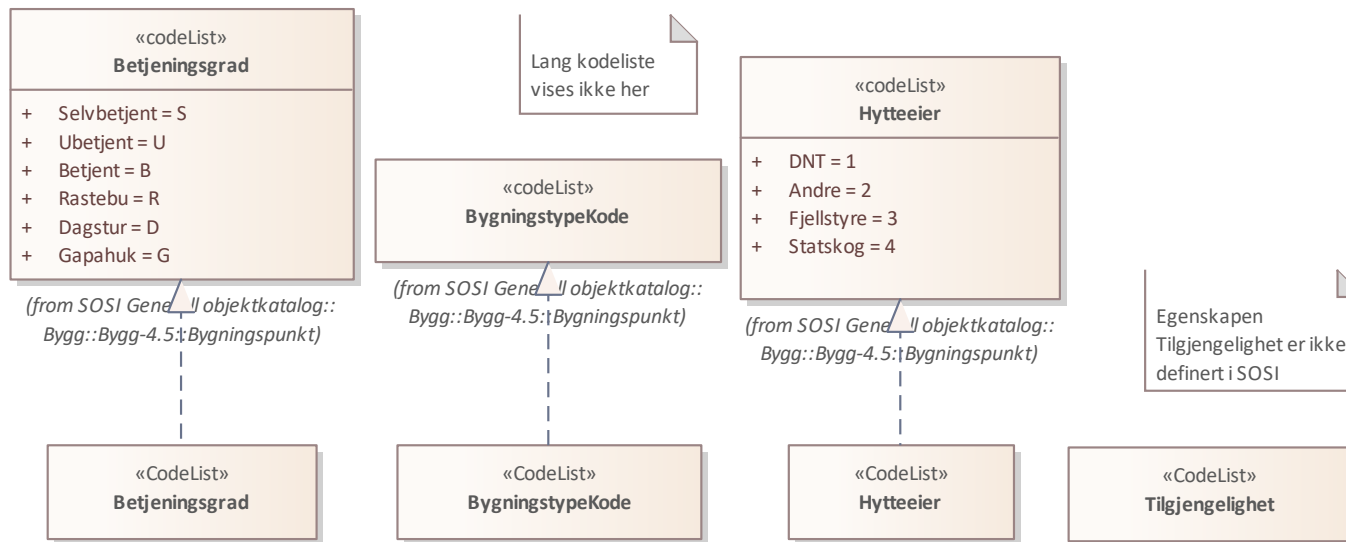 «codeList»
Betjeningsgrad
+ Selvbetjent = S
+ Ubetjent = U
+ Betjent = B
+ Rastebu = R
+ Dagstur = D
+ Gapahuk = G
(from SOSI Generell objektkatalog::
Bygg::Bygg-4.5::Bygningspunkt)
«CodeList»
Betjeningsgrad
Lang kodeliste
vises ikke her
«codeList»
BygningstypeKode
(from SOSI Generell objektkatalog::
Bygg::Bygg-4.5::Bygningspunkt)
«CodeList»
BygningstypeKode
«codeList»
Hytteeier
+ DNT = 1
+ Andre = 2
+ Fjellstyre = 3
+ Statskog = 4
(from SOSI Generell objektkatalog::
Bygg::Bygg-4.5::Bygningspunkt)
«CodeList»
Hytteeier
Egenskapen
Tilgjengelighet er ikke
definert i SOSI
«CodeList»
Tilgjengelighet